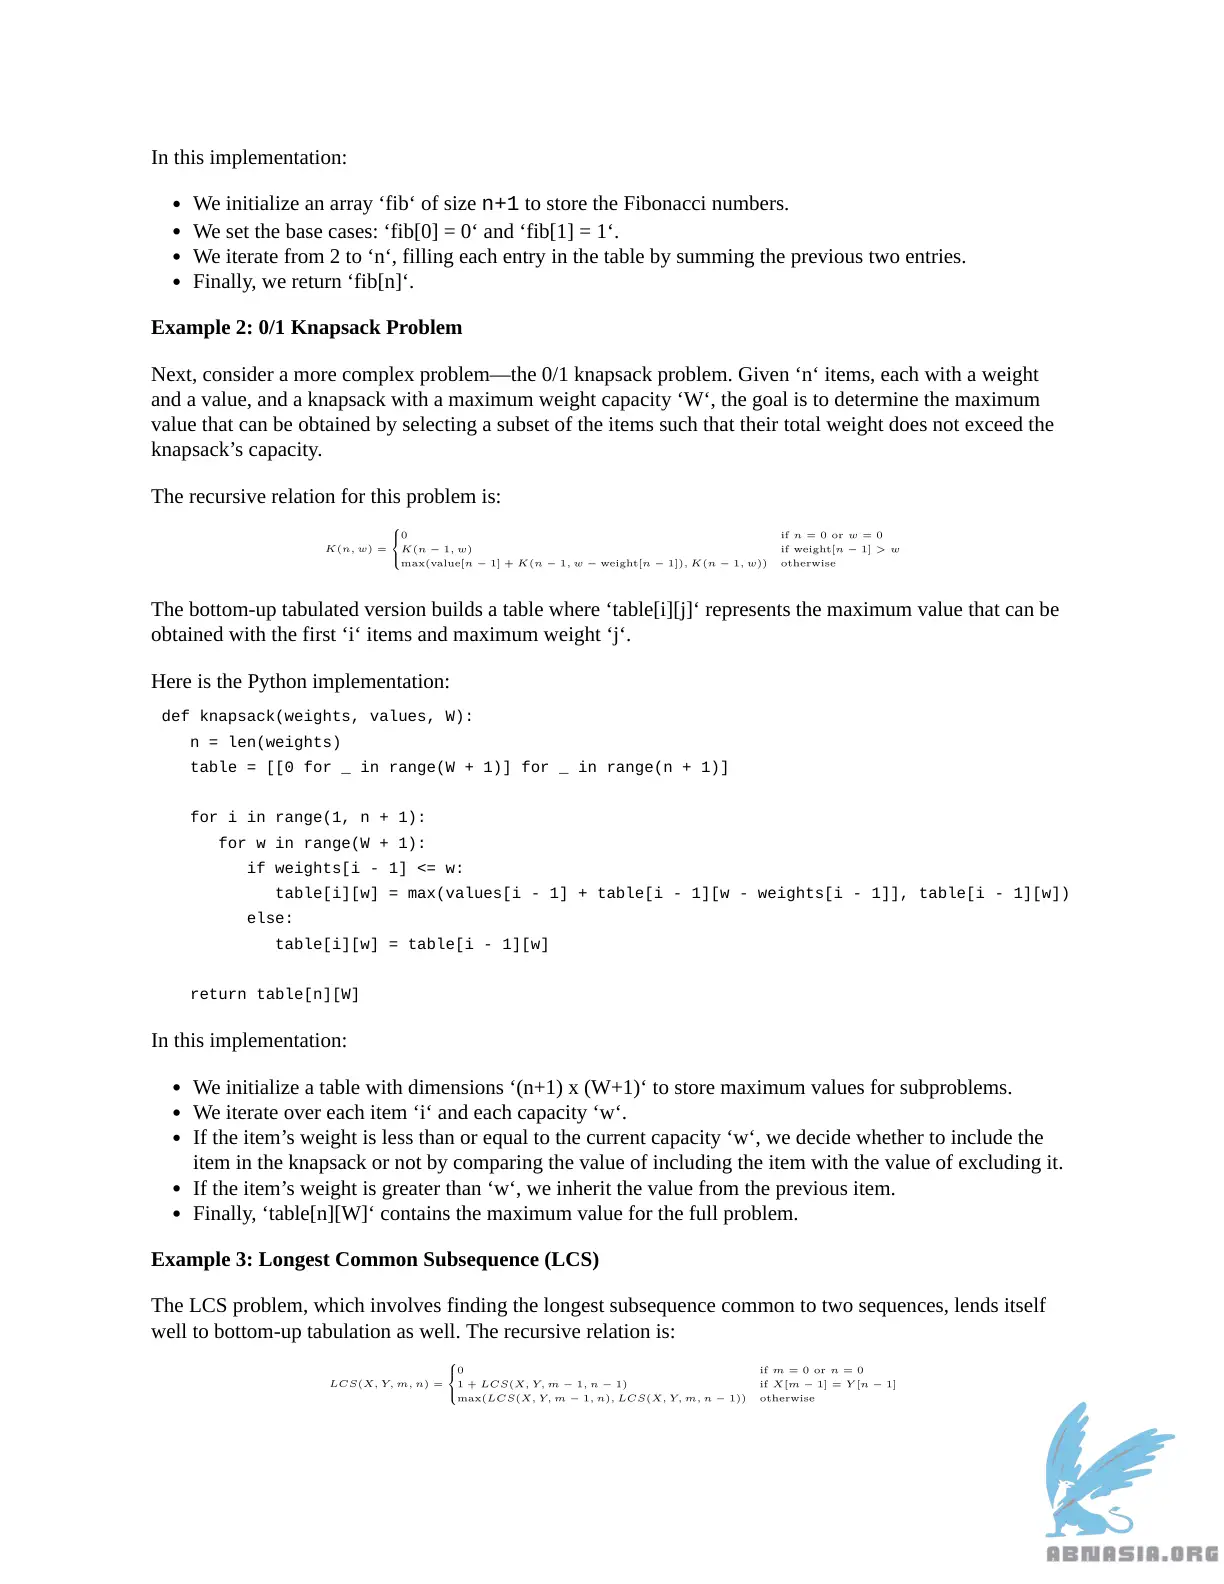 In this implementation:
• We initialize an array ‘fib‘ of size n+1 to store the Fibonacci numbers.
• We set the base cases: ‘fib[0] = 0‘ and ‘fib[1] = 1‘.
• We iterate from 2 to ‘n‘, filling each entry in the table by summing the previous two entries.
• Finally, we return ‘fib[n]‘.
Example 2: 0/1 Knapsack Problem
Next, consider a more complex problem—the 0/1 knapsack problem. Given ‘n‘ items, each with a weight
and a value, and a knapsack with a maximum weight capacity ‘W‘, the goal is to determine the maximum
value that can be obtained by selecting a subset of the items such that their total weight does not exceed the
knapsack’s capacity.
The recursive relation for this problem is:
K(n, w) = {0 if n = 0 or w = 0
K(n − 1, w) if weight[n − 1] > w
max(value[n − 1] + K(n − 1, w − weight[n − 1]), K(n − 1, w)) otherwise
The bottom-up tabulated version builds a table where ‘table[i][j]‘ represents the maximum value that can be
obtained with the first ‘i‘ items and maximum weight ‘j‘.
Here is the Python implementation:
def knapsack(weights, values, W):
   n = len(weights)
   table = [[0 for _ in range(W + 1)] for _ in range(n + 1)]
   for i in range(1, n + 1):
      for w in range(W + 1):
         if weights[i - 1] <= w:
            table[i][w] = max(values[i - 1] + table[i - 1][w - weights[i - 1]], table[i - 1][w])
         else:
            table[i][w] = table[i - 1][w]
   return table[n][W]
In this implementation:
• We initialize a table with dimensions ‘(n+1) x (W+1)‘ to store maximum values for subproblems.
• We iterate over each item ‘i‘ and each capacity ‘w‘.
• If the item’s weight is less than or equal to the current capacity ‘w‘, we decide whether to include the
item in the knapsack or not by comparing the value of including the item with the value of excluding it.
• If the item’s weight is greater than ‘w‘, we inherit the value from the previous item.
• Finally, ‘table[n][W]‘ contains the maximum value for the full problem.
Example 3: Longest Common Subsequence (LCS)
The LCS problem, which involves finding the longest subsequence common to two sequences, lends itself
well to bottom-up tabulation as well. The recursive relation is:
LCS(X, Y, m, n) = {0 if m = 0 or n = 0
1 + LCS(X, Y, m − 1, n − 1) if X[m − 1] = Y[n − 1]
max(LCS(X, Y, m − 1, n), LCS(X, Y, m, n − 1)) otherwise
ABNASIA.ORG